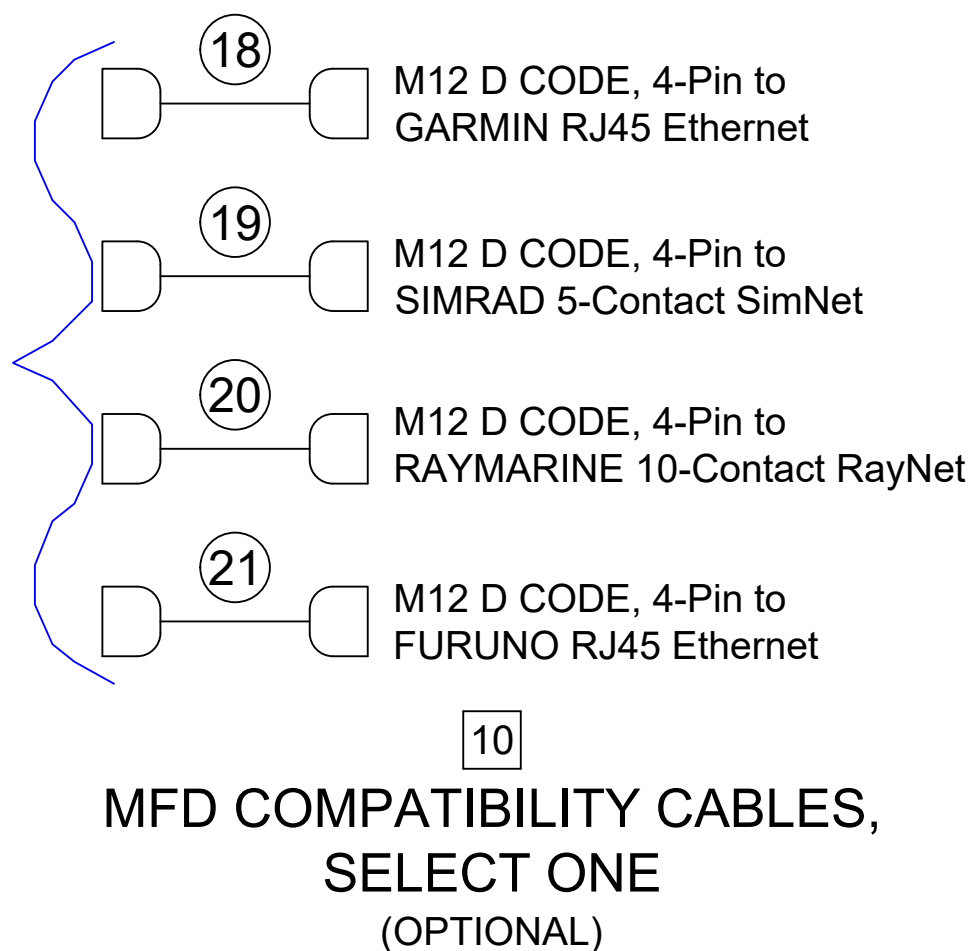 18
M12 D CODE, 4-Pin to
GARMIN RJ45 Ethernet
19
M12 D CODE, 4-Pin to
SIMRAD 5-Contact SimNet
20
M12 D CODE, 4-Pin to
RAYMARINE 10-Contact RayNet
21
M12 D CODE, 4-Pin to
FURUNO RJ45 Ethernet
10
MFD COMPATIBILITY CABLES,
SELECT ONE
(OPTIONAL)